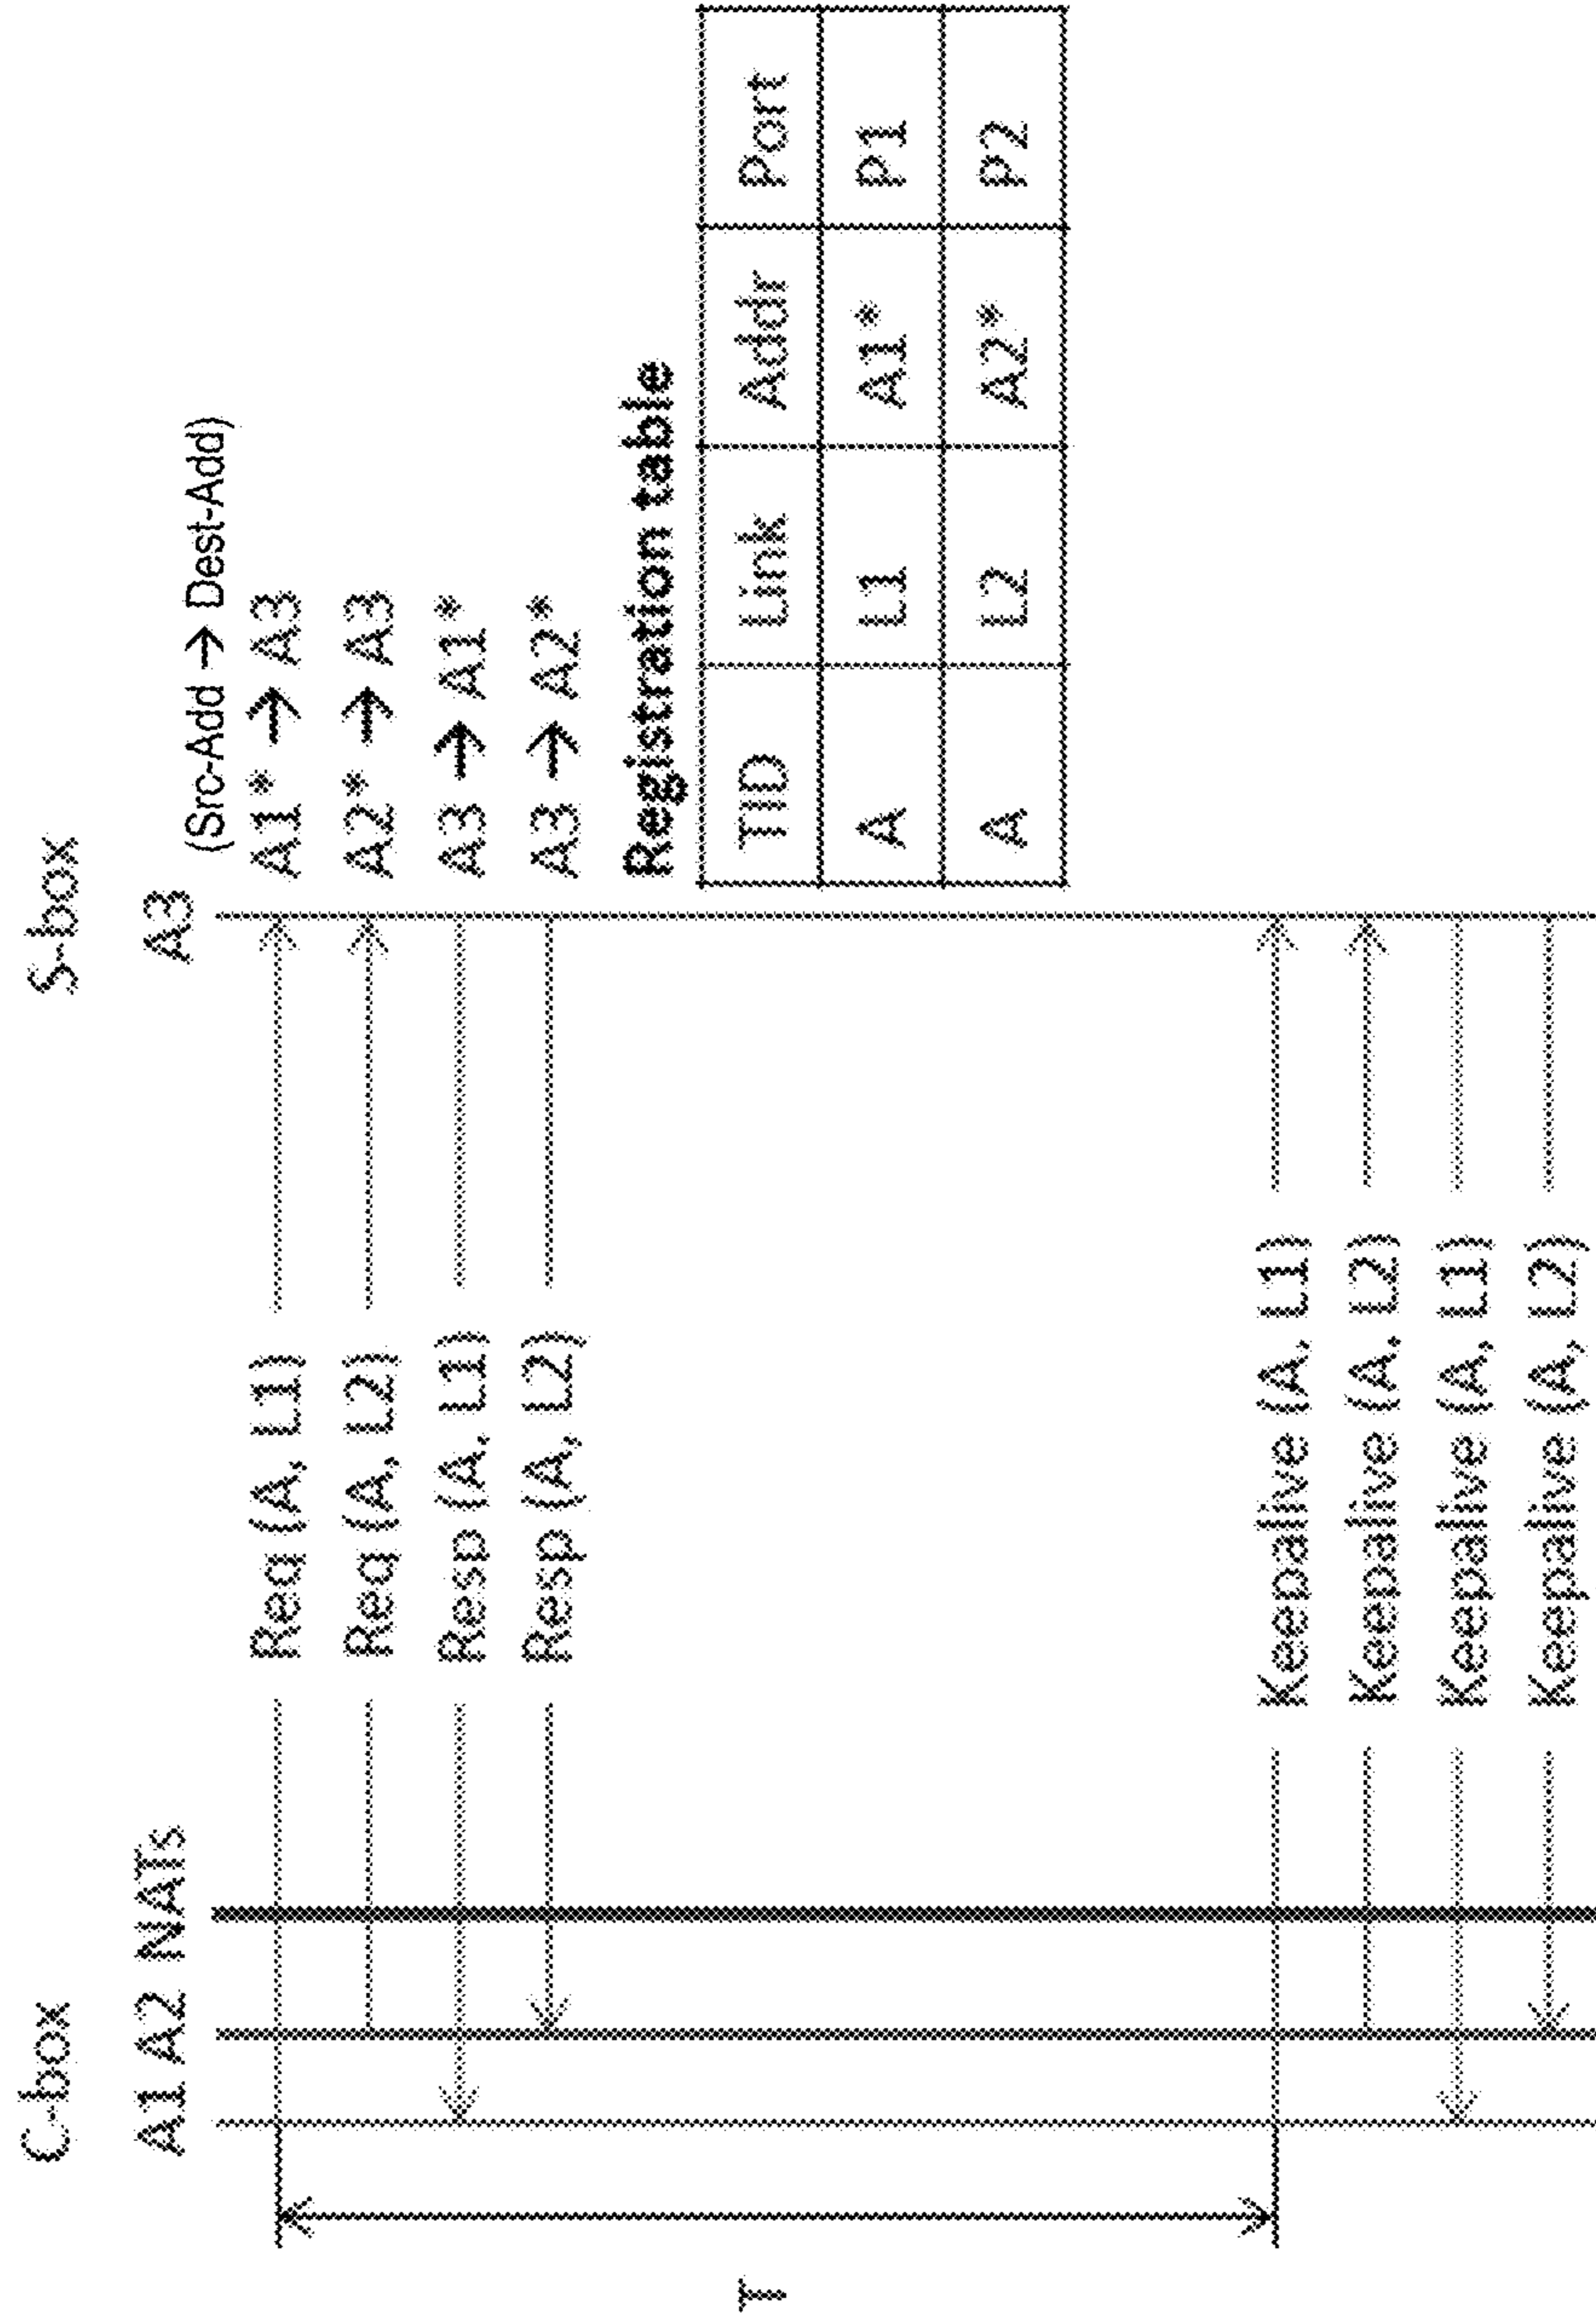 C-box S-box
A1 A2 NATs A3
(Src-Add → Dest-Add)
Req (A, L1) A1* → A3
Req (A, L2) A2* → A3
Resp (A, L1) A3 → A1*
Resp (A, L2) A3 → A2*
Registration table
TID Link Addr Port
A L1 A1* P1
A L2 A2* P2
T
Keepalive (A, L1)
Keepalive (A, L2)
Keepalive (A, L1)
Keepalive (A, L2)